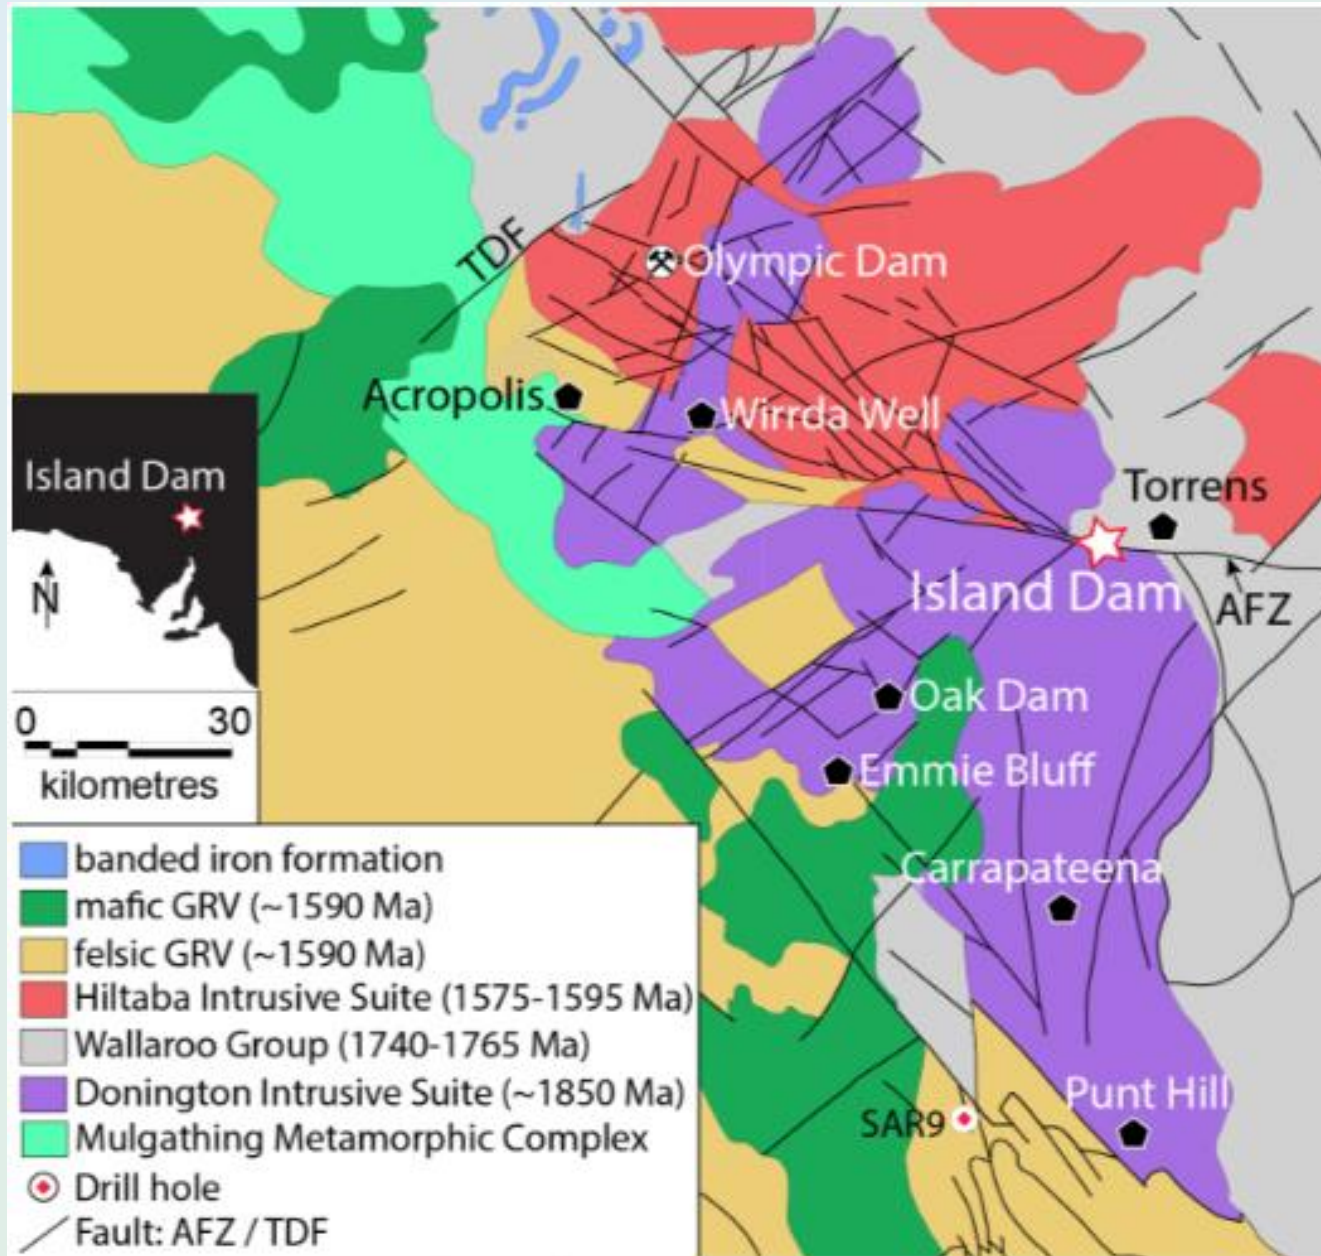 TDF
Olympic Dam
Acropolis
Wirrda Well
Island Dam
Torrens
Island Dam
AFZ
N
Oak Dam
0 30
kilometres
Emmie Bluff
Carrapateena
banded iron formation
mafic GRV (~1590 Ma)
felsic GRV (~1590 Ma)
Hiltaba Intrusive Suite (1575-1595 Ma)
Wallaroo Group (1740-1765 Ma)
Donington Intrusive Suite (~1850 Ma)
Mulgathing Metamorphic Complex
Drill hole
Fault: AFZ / TDF
Punt Hill
SAR9